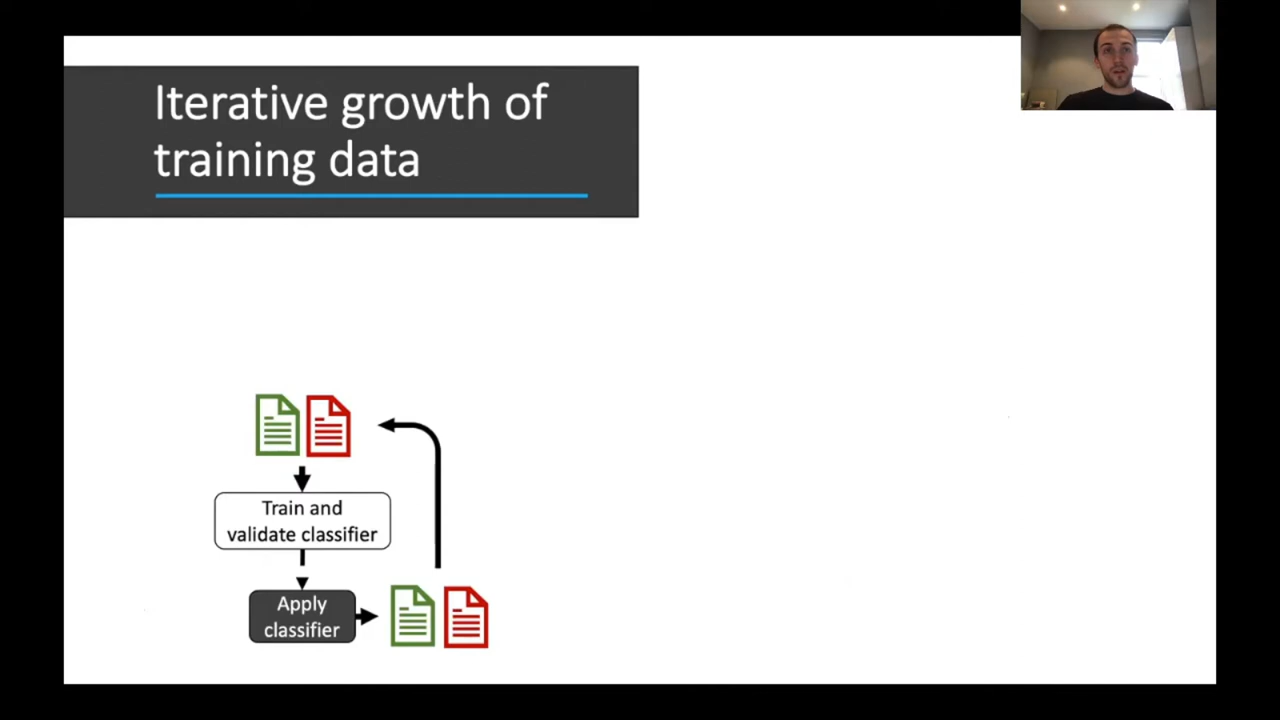 Iterative growth of
training data
Train and
validate classifier
Apply
classifier